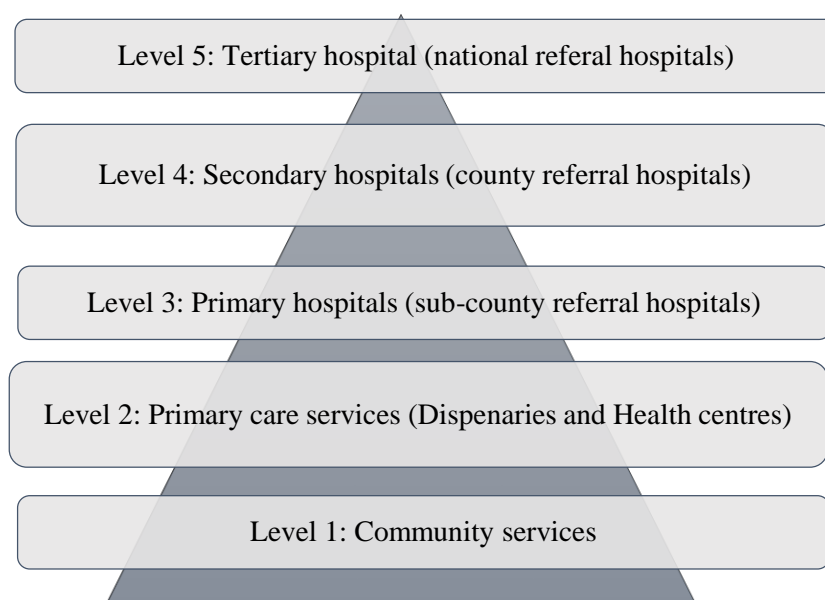 Level 5: Tertiary hospital (national referal hospitals)
Level 4: Secondary hospitals (county referral hospitals)
Level 3: Primary hospitals (sub-county referral hospitals)
Level 2: Primary care services (Dispenaries and Health centres)
Level 1: Community services